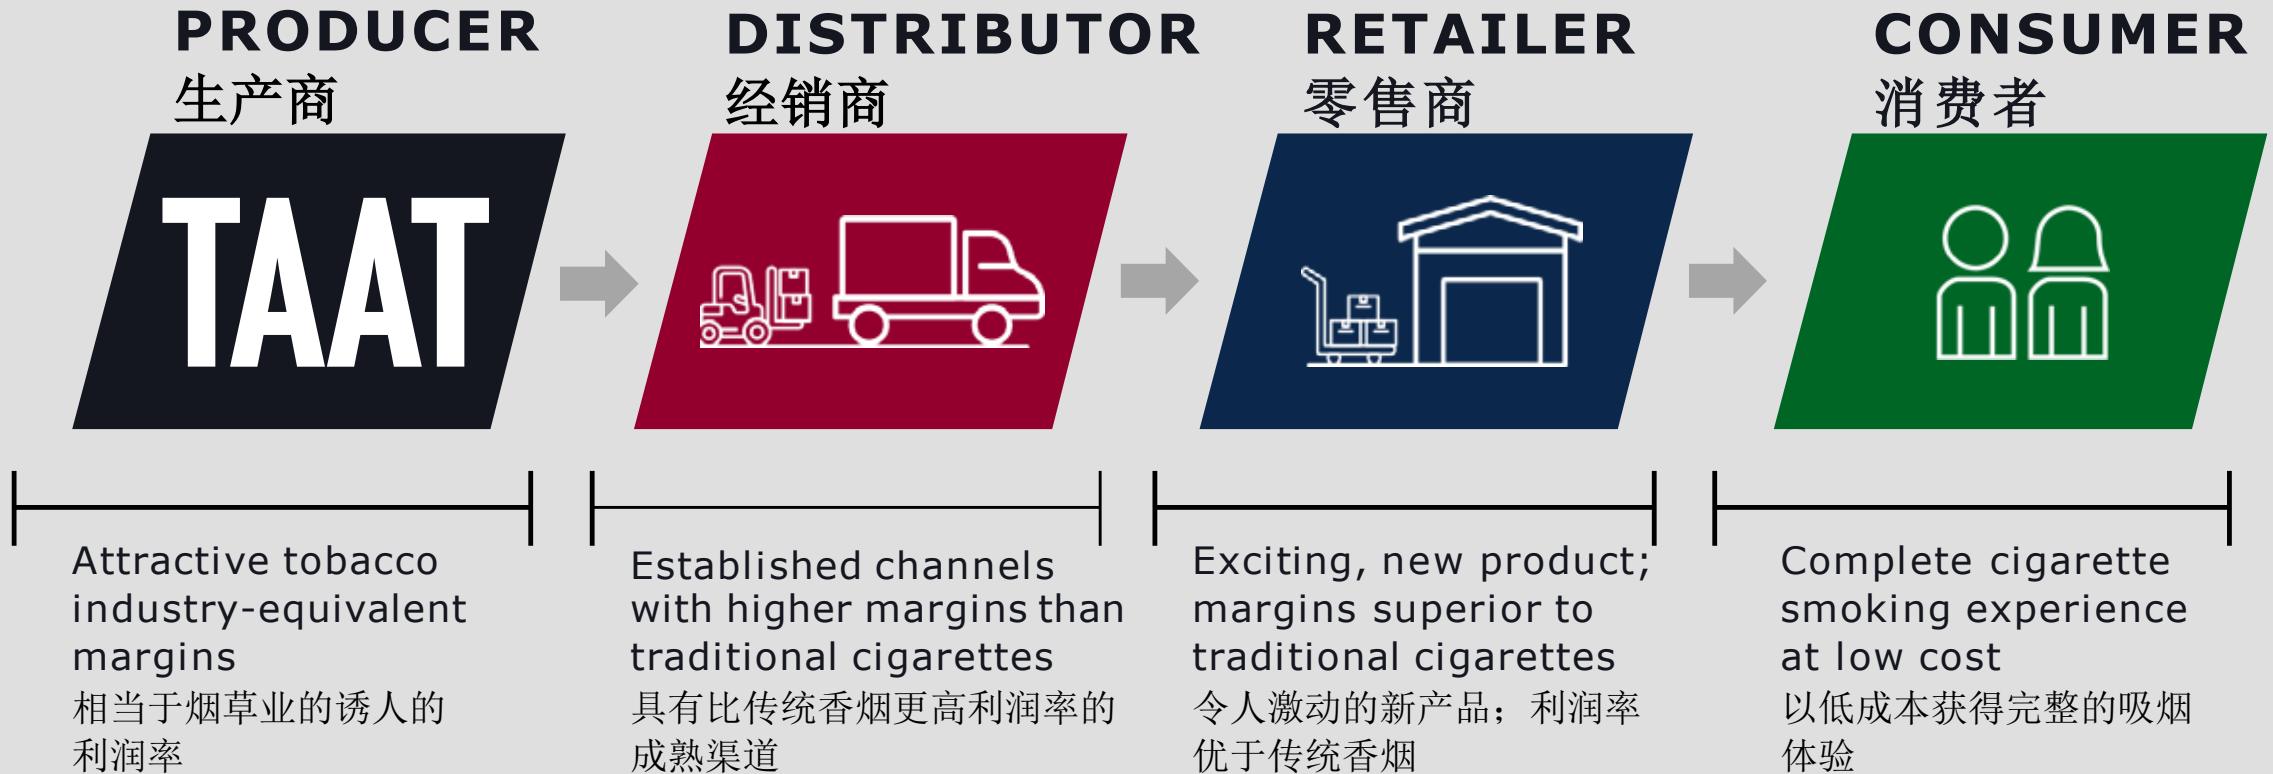 PRODUCER
生产商
TAAT
Attractive tobacco
industry-equivalent
margins
相当于烟草业的诱人的
利润率
DISTRIBUTOR
经销商
Established channels
with higher margins than
traditional cigarettes
具有比传统香烟更高利润率的
成熟渠道
RETAILER
零售商
Exciting, new product;
margins superior to
traditional cigarettes
令人激动的新产品；利润率
优于传统香烟
CONSUMER
消费者
Complete cigarette
smoking experience
at low cost
以低成本获得完整的吸烟
体验